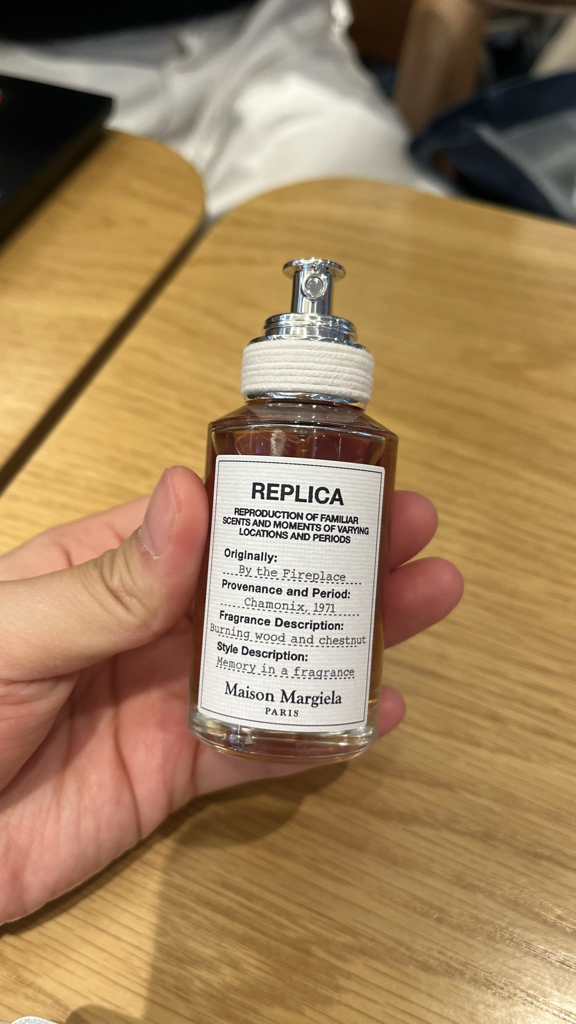 REPLICA
REPRODUCTION OF FAMILIAR
SCENTS AND MOMENTS OF VARYING
LOCATIONS AND PERIODS
Originally:
By the Fireplace
Provenance and Period:
Chamonix, 1971
Fragrance Description:
Burning wood and chestnut
Style Description:
Memory in a fragrance
Maison Margiela
PARIS